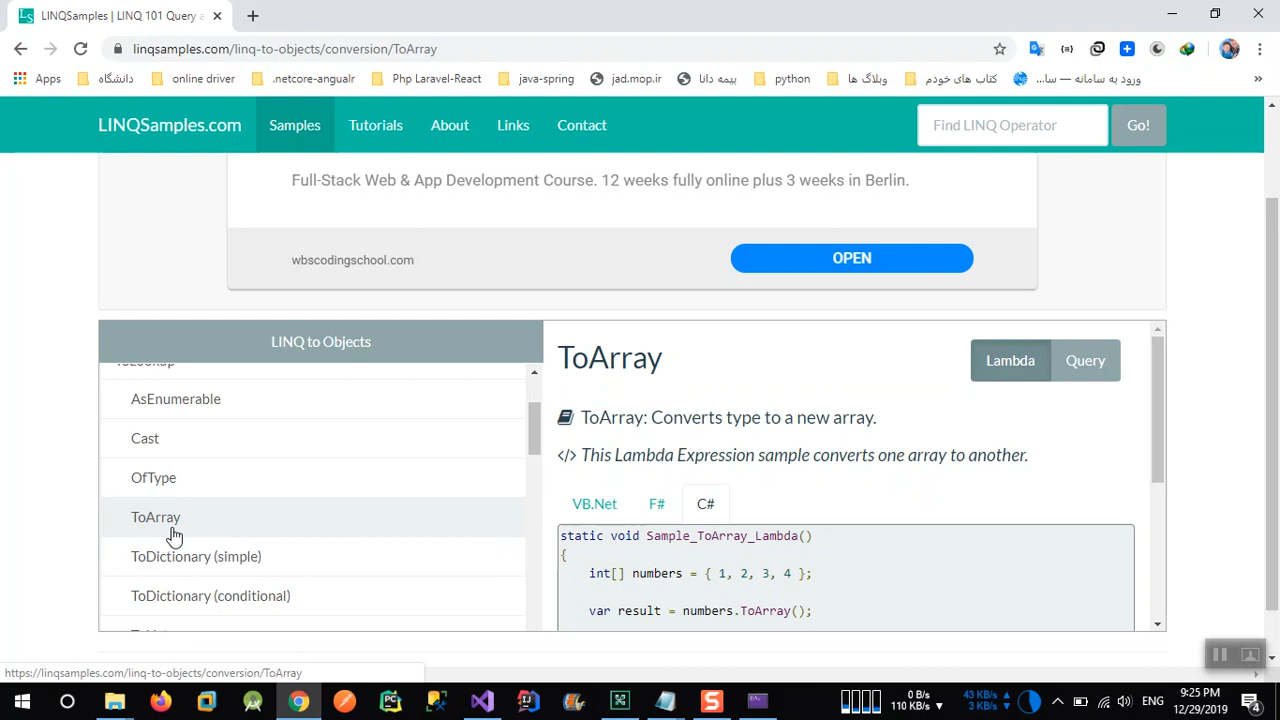 LINQSamples | LINQ 101 Query a
linqsamples.com/linq-to-objects/conversion/ToArray
Apps دانشگاه online driver .netcore-angualr Php Laravel-React java-spring jad.mop.ir بیمه دانا python وبلاگ ها کتاب های خودم ورود به سامانه — سا... »
LINQSamples.com Samples Tutorials About Links Contact Find LINQ Operator Go!
Full-Stack Web & App Development Course. 12 weeks fully online plus 3 weeks in Berlin.
wbscodingschool.com OPEN
LINQ to Objects
AsEnumerable
Cast
OfType
ToArray
ToDictionary (simple)
ToDictionary (conditional)
ToArray
Lambda Query
ToArray: Converts type to a new array.
</> This Lambda Expression sample converts one array to another.
VB.Net F# C#
static void Sample_ToArray_Lambda()
{
int[] numbers = { 1, 2, 3, 4 };
var result = numbers.ToArray();
https://linqsamples.com/linq-to-objects/conversion/ToArray
0 B/s
110 KB/s
43 KB/s
3 KB/s
ENG
9:25 PM
12/29/2019
4